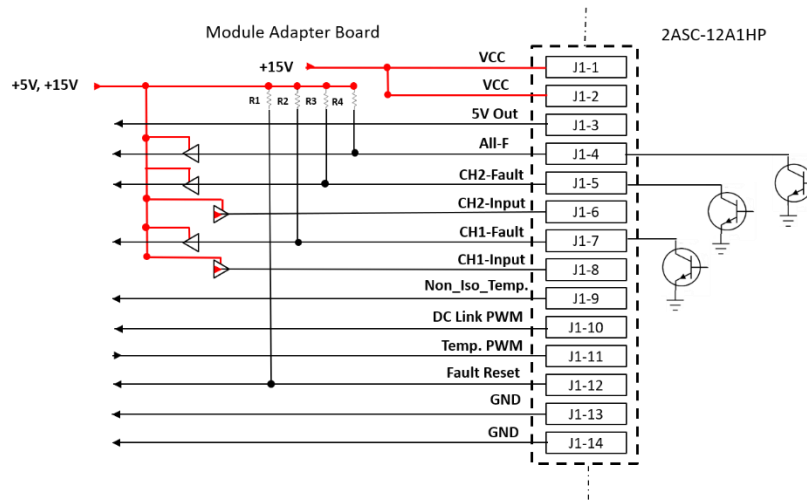 Module Adapter Board
2ASC-12A1HP
VCC
J1-1
+15V
+5V, +15V
VCC
J1-2
R1
R2
R3
R4
5V Out
J1-3
All-F
J1-4
CH2-Fault
J1-5
CH2-Input
J1-6
CH1-Fault
J1-7
CH1-Input
J1-8
Non_Iso_Temp.
J1-9
DC Link PWM
J1-10
Temp. PWM
J1-11
Fault Reset
J1-12
GND
J1-13
GND
J1-14